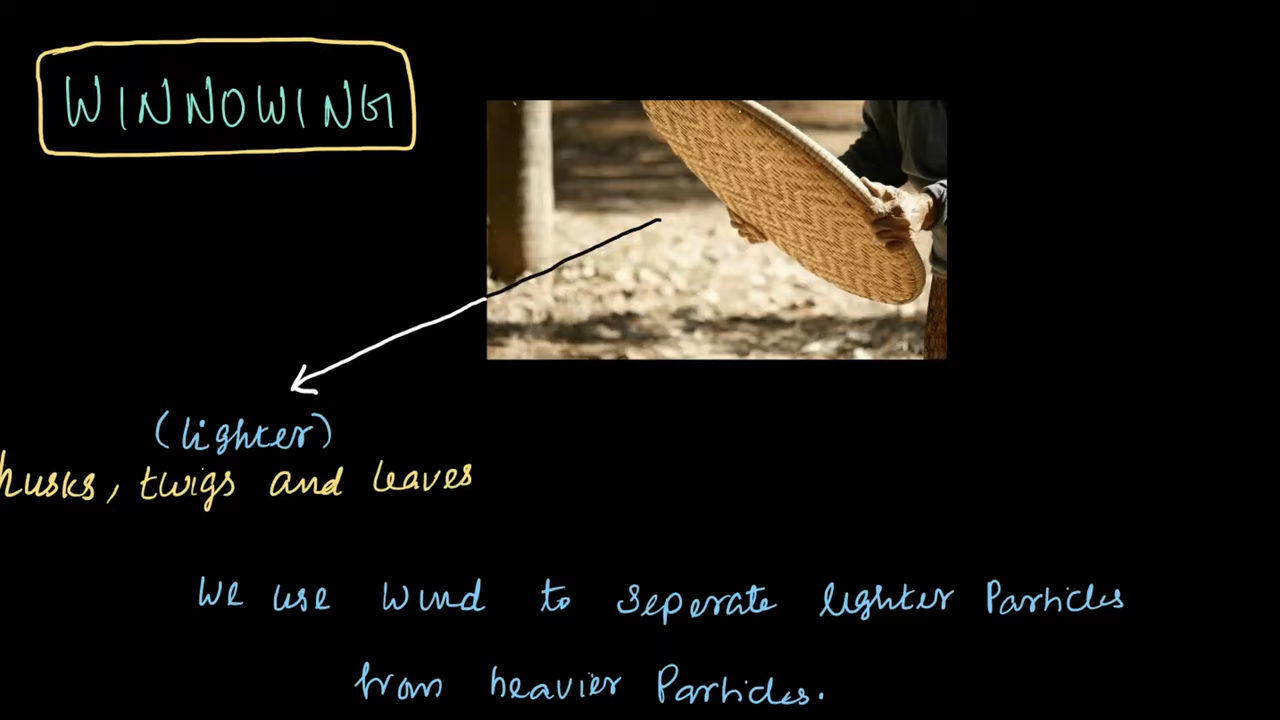 WINNOWING
(lighter)
husks, twigs and leaves
We use wind to seperate lighter Particles
from heavier Particles.